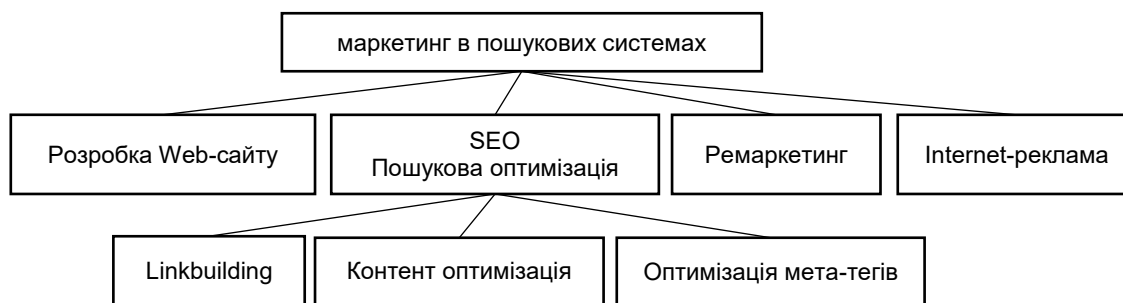 маркетинг в пошукових системах
Розробка Web-сайту
SEO
Пошукова оптимізація
Ремаркетинг
Internet-реклама
Linkbuilding
Контент оптимізація
Оптимізація мета-тегів